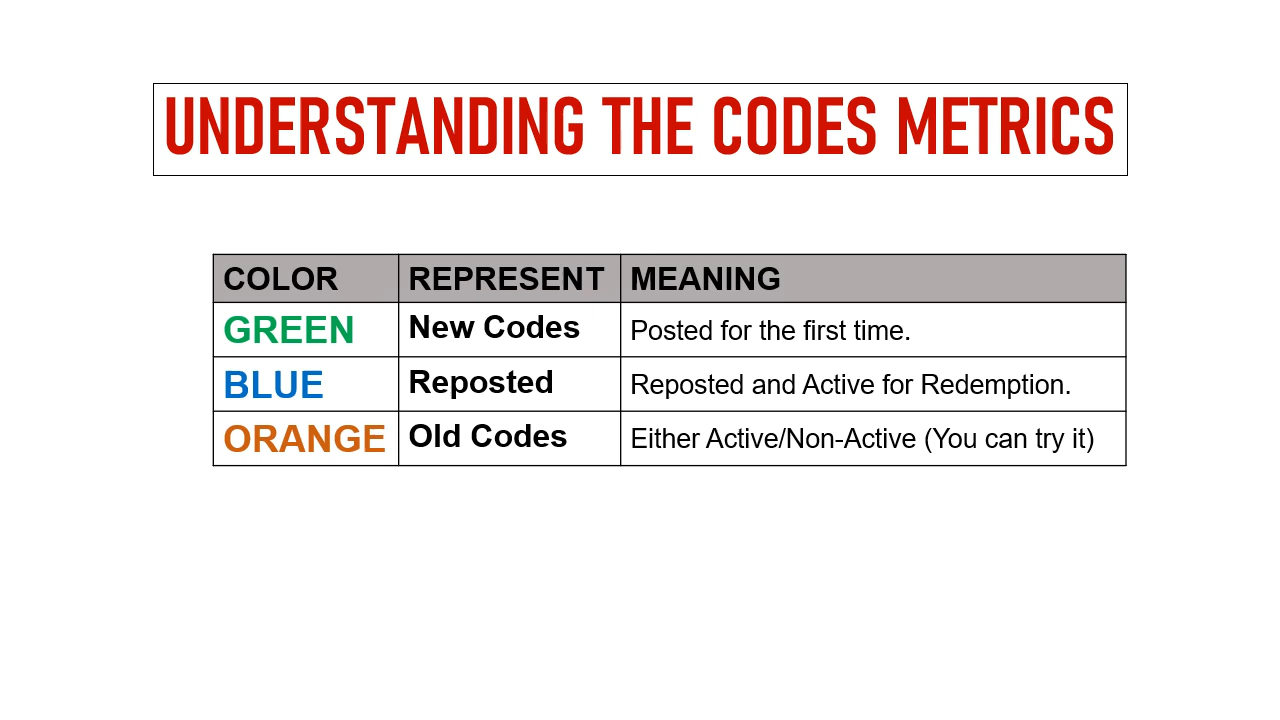 UNDERSTANDING THE CODES METRICS
COLOR REPRESENT MEANING
GREEN New Codes Posted for the first time.
BLUE Reposted Reposted and Active for Redemption.
ORANGE Old Codes Either Active/Non-Active (You can try it)